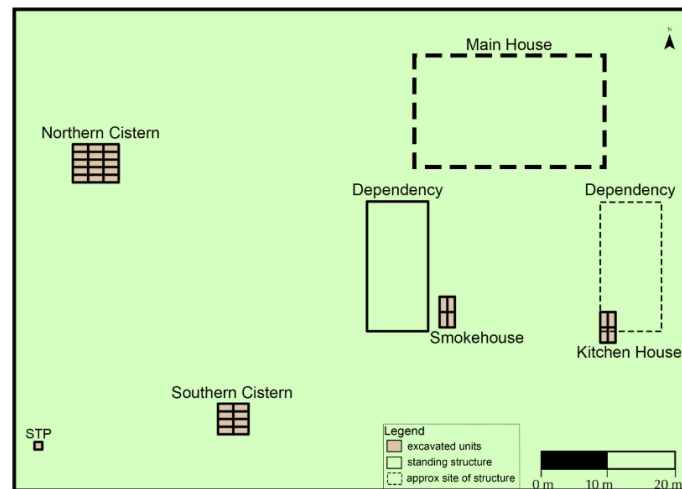 Main House
N
Northern Cistern
Dependency
Dependency
Smokehouse
Kitchen House
Southern Cistern
STP
Legend
excavated units
standing structure
approx site of structure
0 m 10 m 20 m